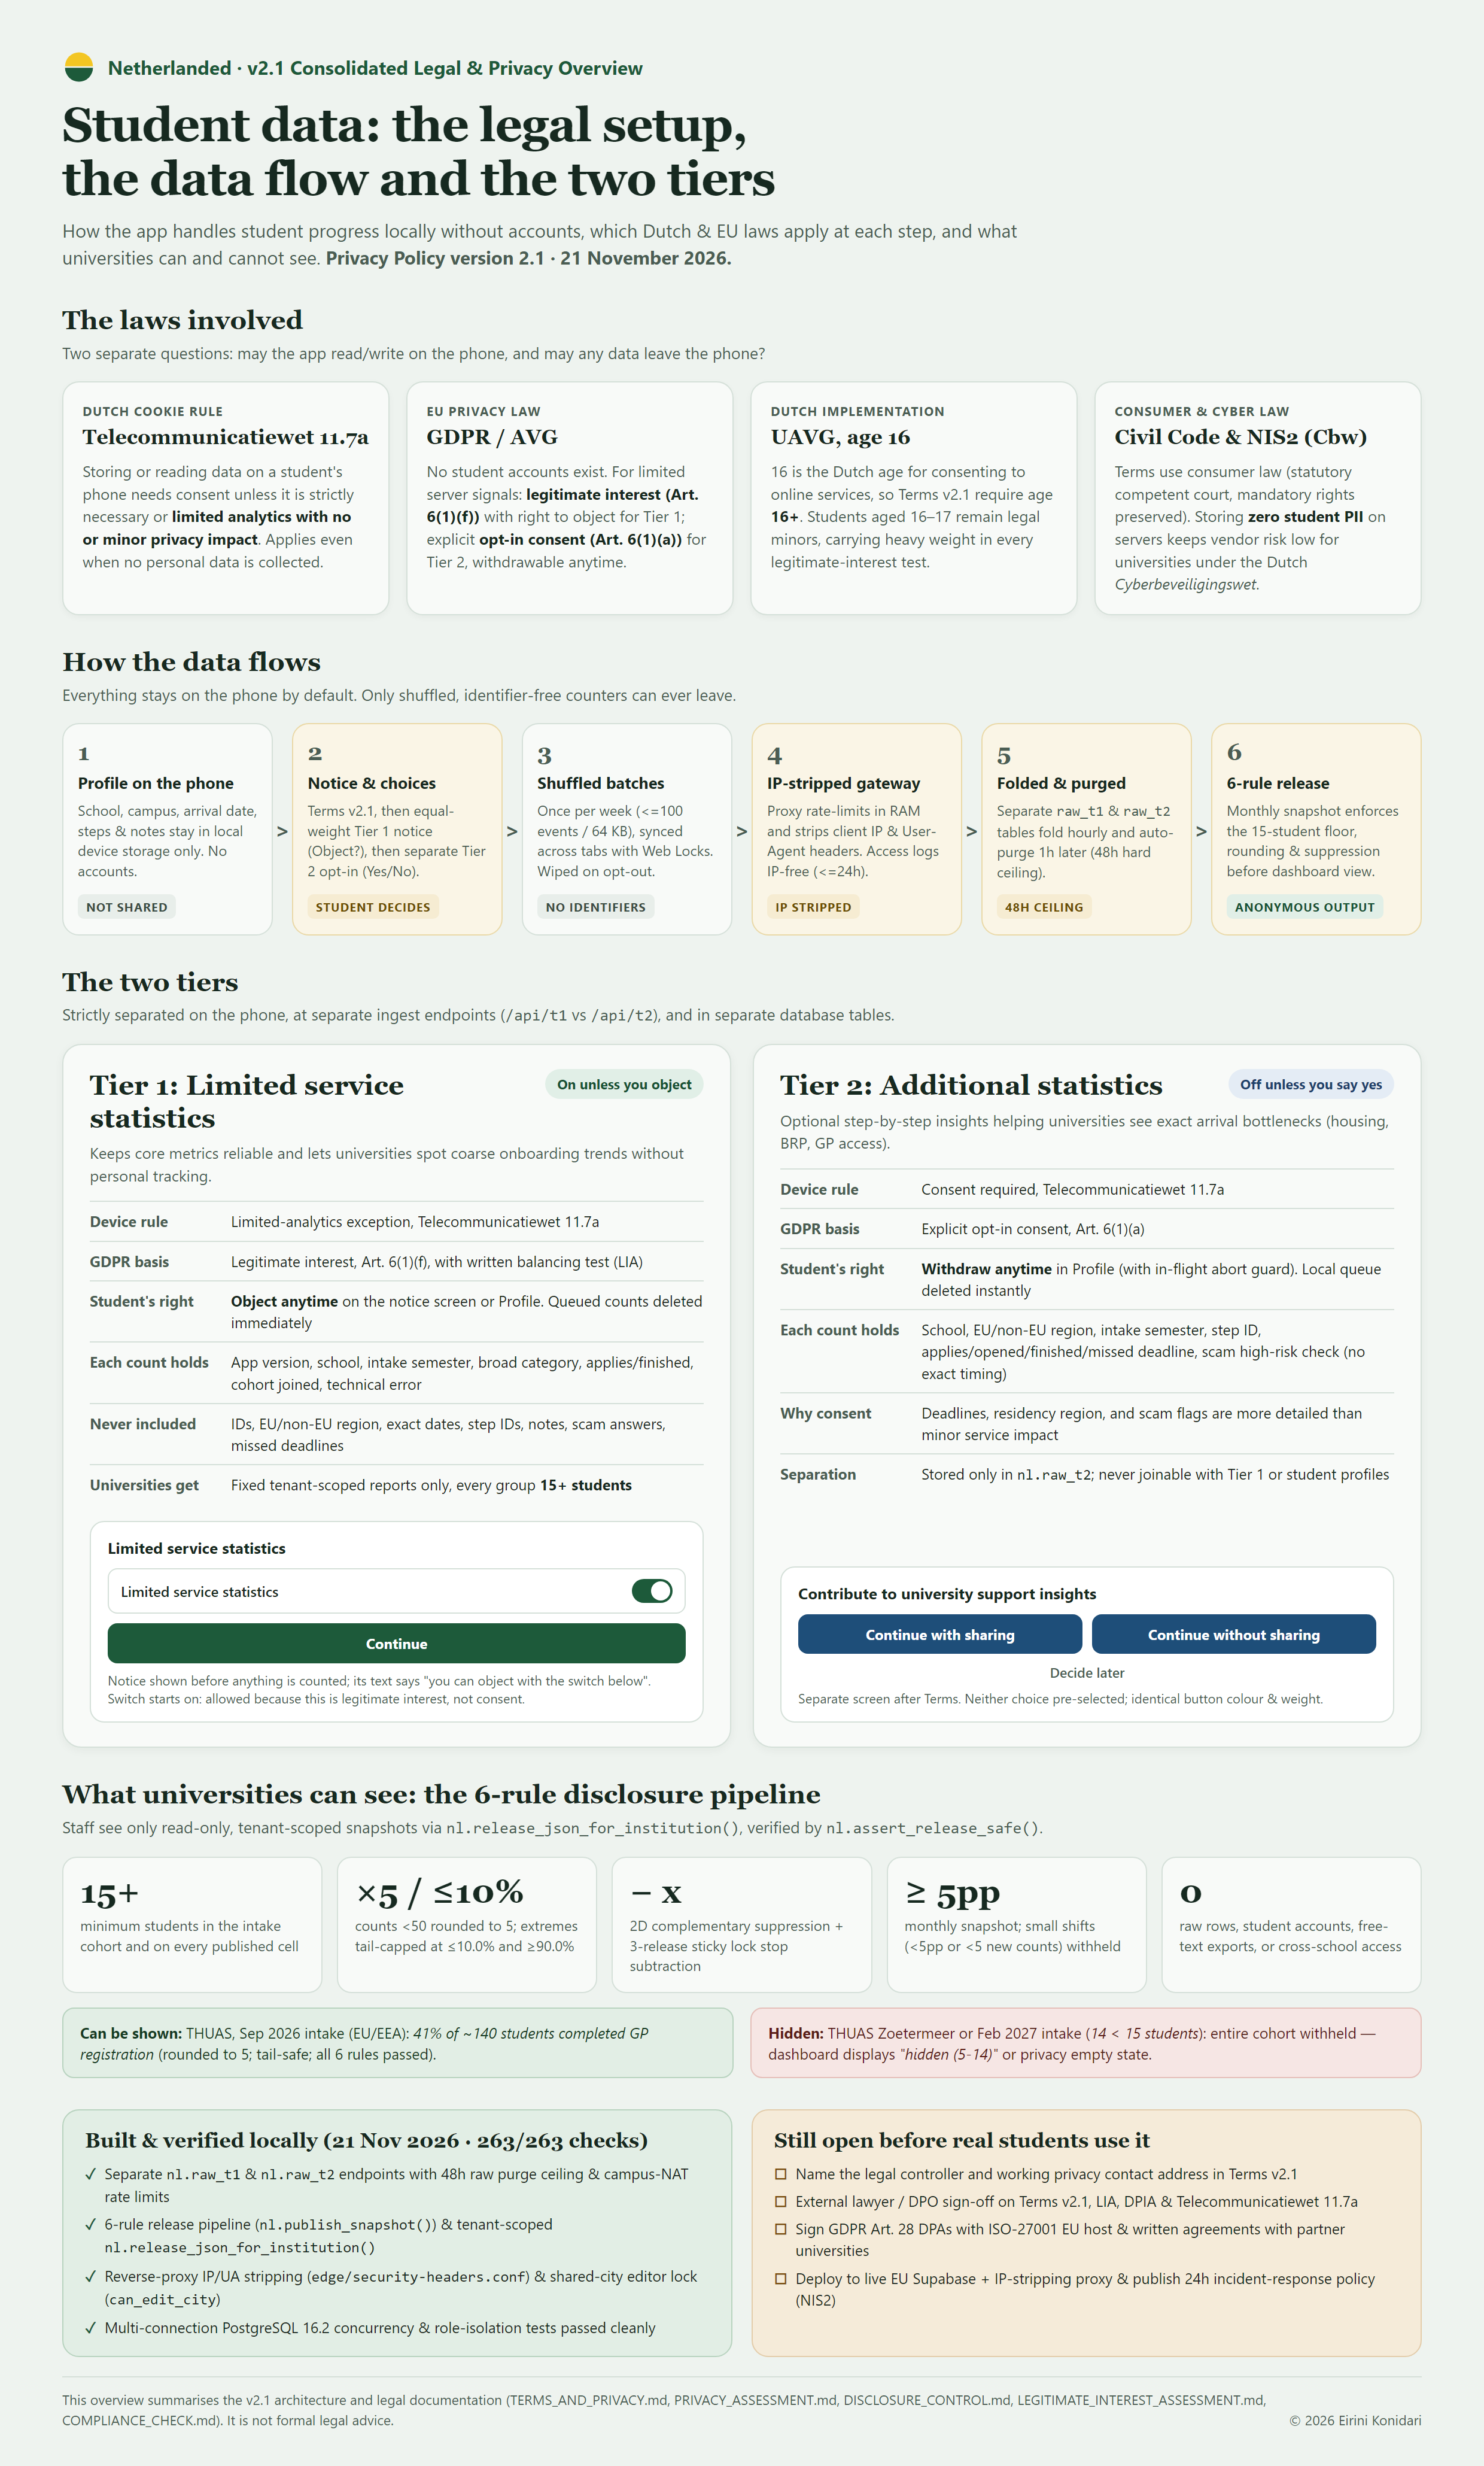 Netherlanded · v2.1 Consolidated Legal & Privacy Overview
Student data: the legal setup,
the data flow and the two tiers
How the app handles student progress locally without accounts, which Dutch & EU laws apply at each step, and what
universities can and cannot see. Privacy Policy version 2.1 · 21 November 2026.
The laws involved
Two separate questions: may the app read/write on the phone, and may any data leave the phone?
DUTCH COOKIE RULE
Telecommunicatiewet 11.7a
Storing or reading data on a student's
phone needs consent unless it is strictly
necessary or limited analytics with no
or minor privacy impact. Applies even
when no personal data is collected.
EU PRIVACY LAW
GDPR / AVG
No student accounts exist. For limited
server signals: legitimate interest (Art.
6(1)(f)) with right to object for Tier 1;
explicit opt-in consent (Art. 6(1)(a)) for
Tier 2, withdrawable anytime.
DUTCH IMPLEMENTATION
UAVG, age 16
16 is the Dutch age for consenting to
online services, so Terms v2.1 require age
16+. Students aged 16–17 remain legal
minors, carrying heavy weight in every
legitimate-interest test.
CONSUMER & CYBER LAW
Civil Code & NIS2 (Cbw)
Terms use consumer law (statutory
competent court, mandatory rights
preserved). Storing zero student PII on
servers keeps vendor risk low for
universities under the Dutch
Cyberbeveiligingswet.
How the data flows
Everything stays on the phone by default. Only shuffled, identifier-free counters can ever leave.
1
Profile on the phone
School, campus, arrival date,
steps & notes stay in local
device storage only. No
accounts.
NOT SHARED
>
2
Notice & choices
Terms v2.1, then equal-
weight Tier 1 notice
(Object?), then separate Tier
2 opt-in (Yes/No).
STUDENT DECIDES
>
3
Shuffled batches
Once per week (<=100
events / 64 KB), synced
across tabs with Web Locks.
Wiped on opt-out.
NO IDENTIFIERS
>
4
IP-stripped gateway
Proxy rate-limits in RAM
and strips client IP & User-
Agent headers. Access logs
IP-free (<=24h).
IP STRIPPED
>
5
Folded & purged
Separate raw_t1 & raw_t2
tables fold hourly and auto-
purge 1h later (48h hard
ceiling).
48H CEILING
>
6
6-rule release
Monthly snapshot enforces
the 15-student floor,
rounding & suppression
before dashboard view.
ANONYMOUS OUTPUT
The two tiers
Strictly separated on the phone, at separate ingest endpoints (/api/t1 vs /api/t2), and in separate database tables.
Tier 1: Limited service
statistics
On unless you object
Keeps core metrics reliable and lets universities spot coarse onboarding trends without
personal tracking.
Device rule Limited-analytics exception, Telecommunicatiewet 11.7a
GDPR basis Legitimate interest, Art. 6(1)(f), with written balancing test (LIA)
Student's right Object anytime on the notice screen or Profile. Queued counts deleted
immediately
Each count holds App version, school, intake semester, broad category, applies/finished,
cohort joined, technical error
Never included IDs, EU/non-EU region, exact dates, step IDs, notes, scam answers,
missed deadlines
Universities get Fixed tenant-scoped reports only, every group 15+ students
Limited service statistics
Limited service statistics
Continue
Notice shown before anything is counted; its text says "you can object with the switch below".
Switch starts on: allowed because this is legitimate interest, not consent.
Tier 2: Additional statistics
Off unless you say yes
Optional step-by-step insights helping universities see exact arrival bottlenecks (housing,
BRP, GP access).
Device rule Consent required, Telecommunicatiewet 11.7a
GDPR basis Explicit opt-in consent, Art. 6(1)(a)
Student's right Withdraw anytime in Profile (with in-flight abort guard). Local queue
deleted instantly
Each count holds School, EU/non-EU region, intake semester, step ID,
applies/opened/finished/missed deadline, scam high-risk check (no
exact timing)
Why consent Deadlines, residency region, and scam flags are more detailed than
minor service impact
Separation Stored only in nl.raw_t2; never joinable with Tier 1 or student profiles
Contribute to university support insights
Continue with sharing
Continue without sharing
Decide later
Separate screen after Terms. Neither choice pre-selected; identical button colour & weight.
What universities can see: the 6-rule disclosure pipeline
Staff see only read-only, tenant-scoped snapshots via nl.release_json_for_institution(), verified by nl.assert_release_safe().
15+
minimum students in the intake
cohort and on every published cell
×5 / ≤10%
counts <50 rounded to 5; extremes
tail-capped at ≤10.0% and ≥90.0%
− x
2D complementary suppression +
3-release sticky lock stop
subtraction
≥ 5pp
monthly snapshot; small shifts
(<5pp or <5 new counts) withheld
0
raw rows, student accounts, free-
text exports, or cross-school access
Can be shown: THUAS, Sep 2026 intake (EU/EEA): 41% of ~140 students completed GP
registration (rounded to 5; tail-safe; all 6 rules passed).
Hidden: THUAS Zoetermeer or Feb 2027 intake (14 < 15 students): entire cohort withheld —
dashboard displays "hidden (5-14)" or privacy empty state.
Built & verified locally (21 Nov 2026 · 263/263 checks)
✓ Separate nl.raw_t1 & nl.raw_t2 endpoints with 48h raw purge ceiling & campus-NAT
rate limits
✓ 6-rule release pipeline (nl.publish_snapshot()) & tenant-scoped
nl.release_json_for_institution()
✓ Reverse-proxy IP/UA stripping (edge/security-headers.conf) & shared-city editor lock
(can_edit_city)
✓ Multi-connection PostgreSQL 16.2 concurrency & role-isolation tests passed cleanly
Still open before real students use it
☐ Name the legal controller and working privacy contact address in Terms v2.1
☐ External lawyer / DPO sign-off on Terms v2.1, LIA, DPIA & Telecommunicatiewet 11.7a
☐ Sign GDPR Art. 28 DPAs with ISO-27001 EU host & written agreements with partner
universities
☐ Deploy to live EU Supabase + IP-stripping proxy & publish 24h incident-response policy
(NIS2)
This overview summarises the v2.1 architecture and legal documentation (TERMS_AND_PRIVACY.md, PRIVACY_ASSESSMENT.md, DISCLOSURE_CONTROL.md, LEGITIMATE_INTEREST_ASSESSMENT.md,
COMPLIANCE_CHECK.md). It is not formal legal advice.
© 2026 Eirini Konidari